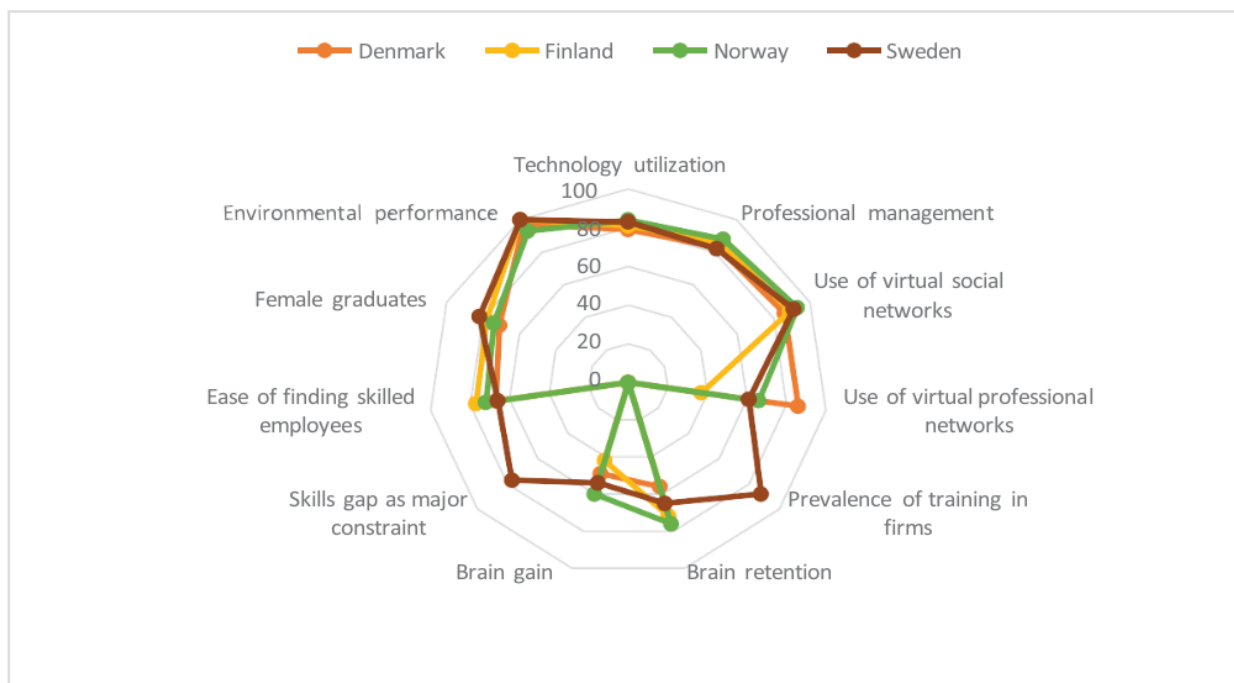 Denmark Finland Norway Sweden
Technology utilization
100
Environmental performance
Professional management
80
Use of virtual social
networks
Female graduates
60
40
20
0
Ease of finding skilled
employees
Use of virtual professional
networks
Skills gap as major
constraint
Prevalence of training in
firms
Brain gain
Brain retention